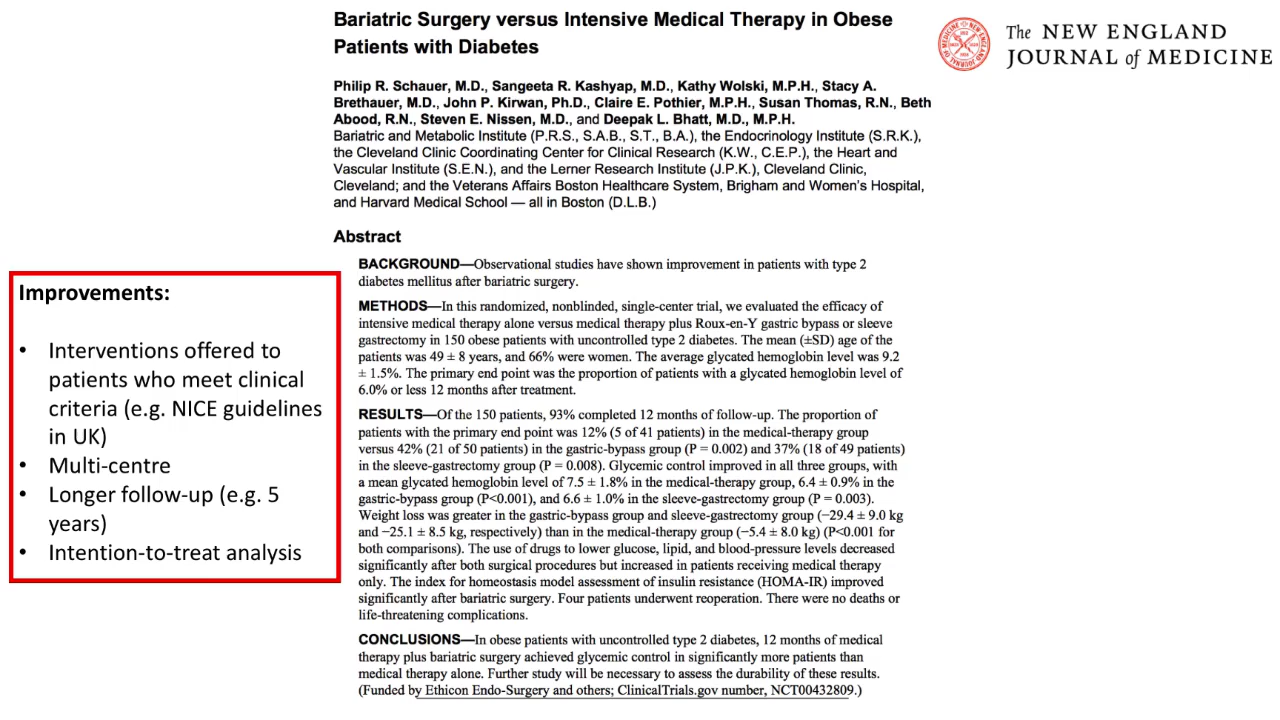 Bariatric Surgery versus Intensive Medical Therapy in Obese
Patients with Diabetes
The NEW ENGLAND
JOURNAL of MEDICINE
Philip R. Schauer, M.D., Sangeeta R. Kashyap, M.D., Kathy Wolski, M.P.H., Stacy A.
Brethauer, M.D., John P. Kirwan, Ph.D., Claire E. Pothier, M.P.H., Susan Thomas, R.N., Beth
Abood, R.N., Steven E. Nissen, M.D., and Deepak L. Bhatt, M.D., M.P.H.
Bariatric and Metabolic Institute (P.R.S., S.A.B., S.T., B.A.), the Endocrinology Institute (S.R.K.),
the Cleveland Clinic Coordinating Center for Clinical Research (K.W., C.E.P.), the Heart and
Vascular Institute (S.E.N.), and the Lerner Research Institute (J.P.K.), Cleveland Clinic,
Cleveland; and the Veterans Affairs Boston Healthcare System, Brigham and Women's Hospital,
and Harvard Medical School — all in Boston (D.L.B.)
Abstract
BACKGROUND—Observational studies have shown improvement in patients with type 2
diabetes mellitus after bariatric surgery.
METHODS—In this randomized, nonblinded, single-center trial, we evaluated the efficacy of
intensive medical therapy alone versus medical therapy plus Roux-en-Y gastric bypass or sleeve
gastrectomy in 150 obese patients with uncontrolled type 2 diabetes. The mean (±SD) age of the
patients was 49 ± 8 years, and 66% were women. The average glycated hemoglobin level was 9.2
± 1.5%. The primary end point was the proportion of patients with a glycated hemoglobin level of
6.0% or less 12 months after treatment.
RESULTS—Of the 150 patients, 93% completed 12 months of follow-up. The proportion of
patients with the primary end point was 12% (5 of 41 patients) in the medical-therapy group
versus 42% (21 of 50 patients) in the gastric-bypass group (P = 0.002) and 37% (18 of 49 patients)
in the sleeve-gastrectomy group (P = 0.008). Glycemic control improved in all three groups, with
a mean glycated hemoglobin level of 7.5 ± 1.8% in the medical-therapy group, 6.4 ± 0.9% in the
gastric-bypass group (P<0.001), and 6.6 ± 1.0% in the sleeve-gastrectomy group (P = 0.003).
Weight loss was greater in the gastric-bypass group and sleeve-gastrectomy group (−29.4 ± 9.0 kg
and −25.1 ± 8.5 kg, respectively) than in the medical-therapy group (−5.4 ± 8.0 kg) (P<0.001 for
both comparisons). The use of drugs to lower glucose, lipid, and blood-pressure levels decreased
significantly after both surgical procedures but increased in patients receiving medical therapy
only. The index for homeostasis model assessment of insulin resistance (HOMA-IR) improved
significantly after bariatric surgery. Four patients underwent reoperation. There were no deaths or
life-threatening complications.
CONCLUSIONS—In obese patients with uncontrolled type 2 diabetes, 12 months of medical
therapy plus bariatric surgery achieved glycemic control in significantly more patients than
medical therapy alone. Further study will be necessary to assess the durability of these results.
(Funded by Ethicon Endo-Surgery and others; ClinicalTrials.gov number, NCT00432809.)
Improvements:
• Interventions offered to
patients who meet clinical
criteria (e.g. NICE guidelines
in UK)
• Multi-centre
• Longer follow-up (e.g. 5
years)
• Intention-to-treat analysis